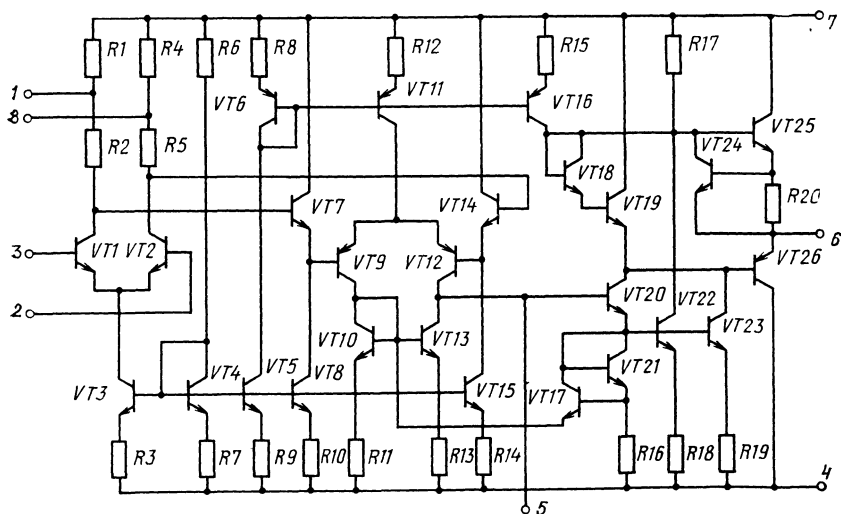 R1 R4 R6 R8 R12 R15 R17 7
1
8
VT6 VT11 VT16 VT25
VT24
R2 R5 VT18
VT7 VT14 VT19 R20
6
3 VT1 VT2 VT9 VT12 VT26
2 VT20 VT22 VT23
VT10 VT13
VT21
VT3 VT4 VT5 VT8 VT15 VT17
R3 R7 R9 R10 R11 R13 R14 R16 R18 R19 4
5